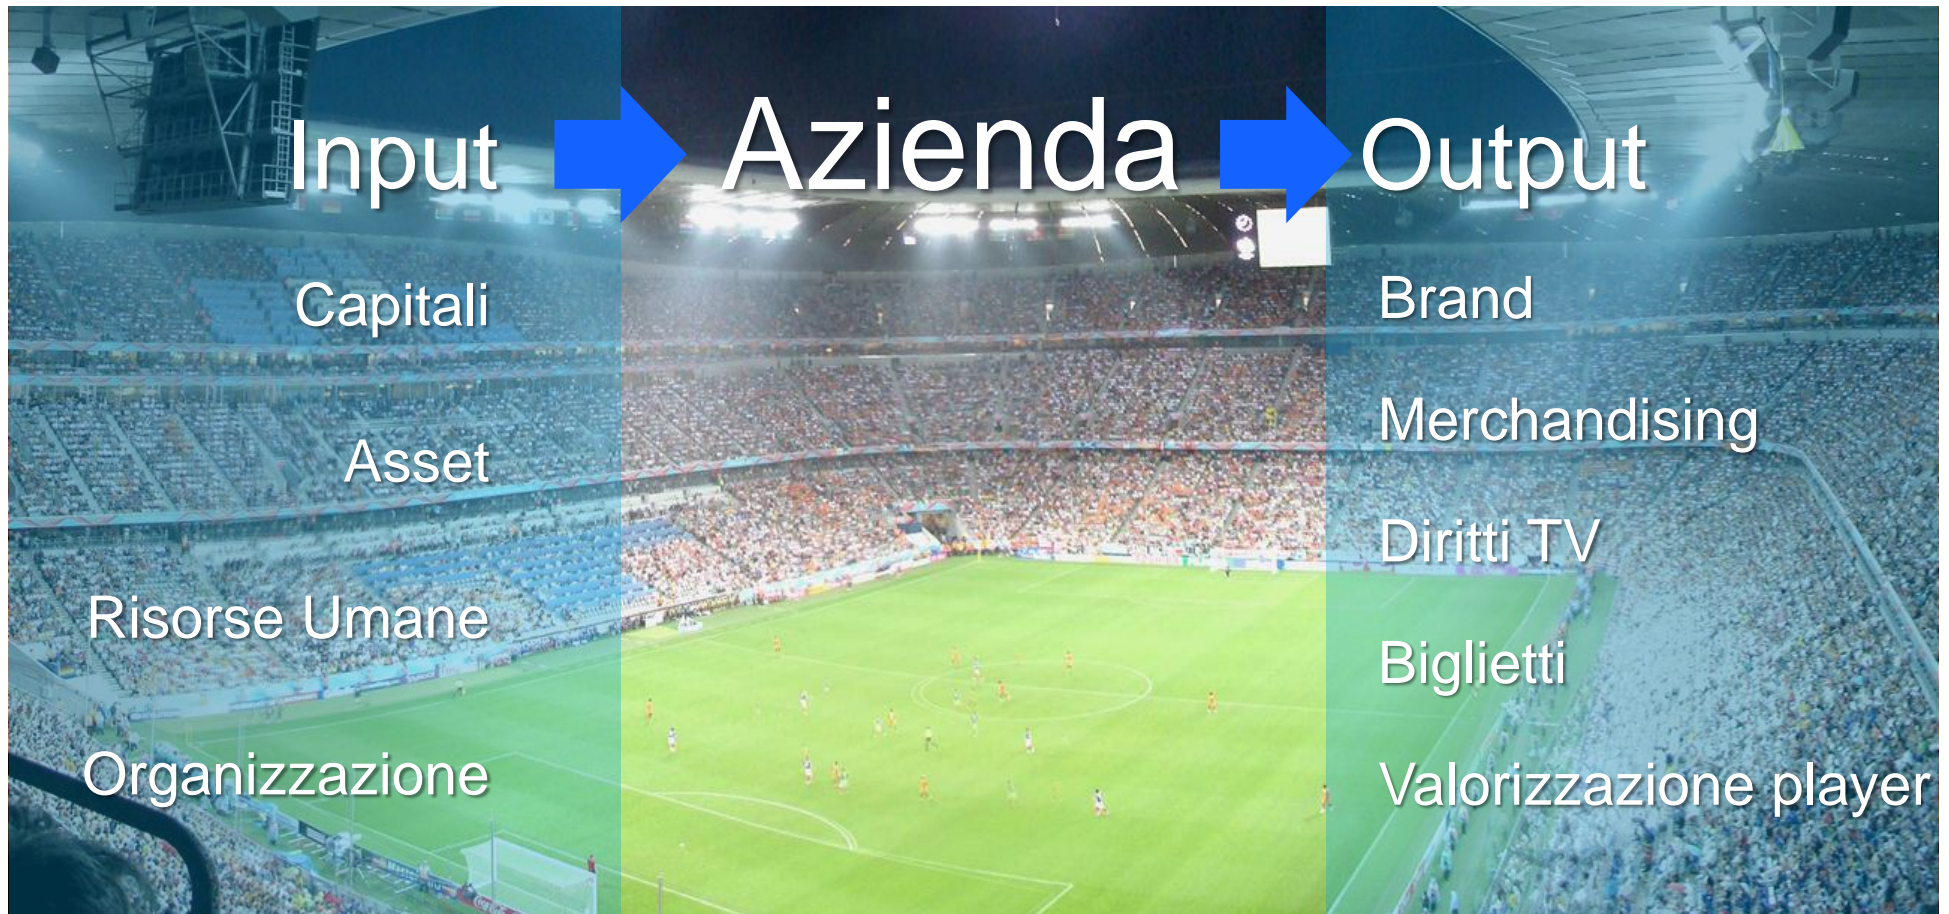 Input
Azienda
Output
Capitali
Asset
Risorse Umane
Organizzazione
Brand
Merchandising
Diritti TV
Biglietti
Valorizzazione player